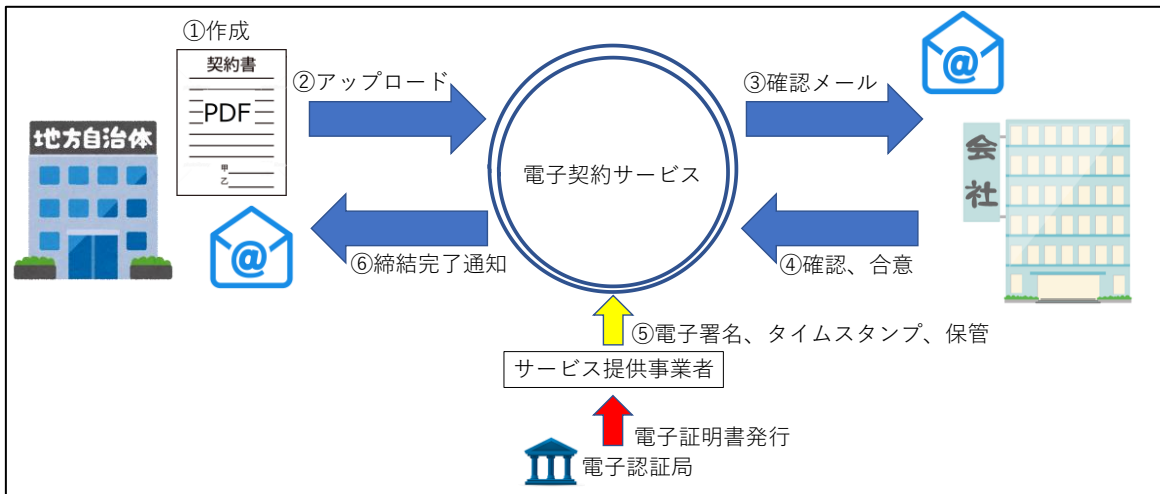 ①作成
契約書
PDF
甲
乙
地方自治体
②アップロード
③確認メール
@
会社
電子契約サービス
@
⑥締結完了通知
④確認、合意
⑤電子署名、タイムスタンプ、保管
サービス提供事業者
電子証明書発行
電子認証局